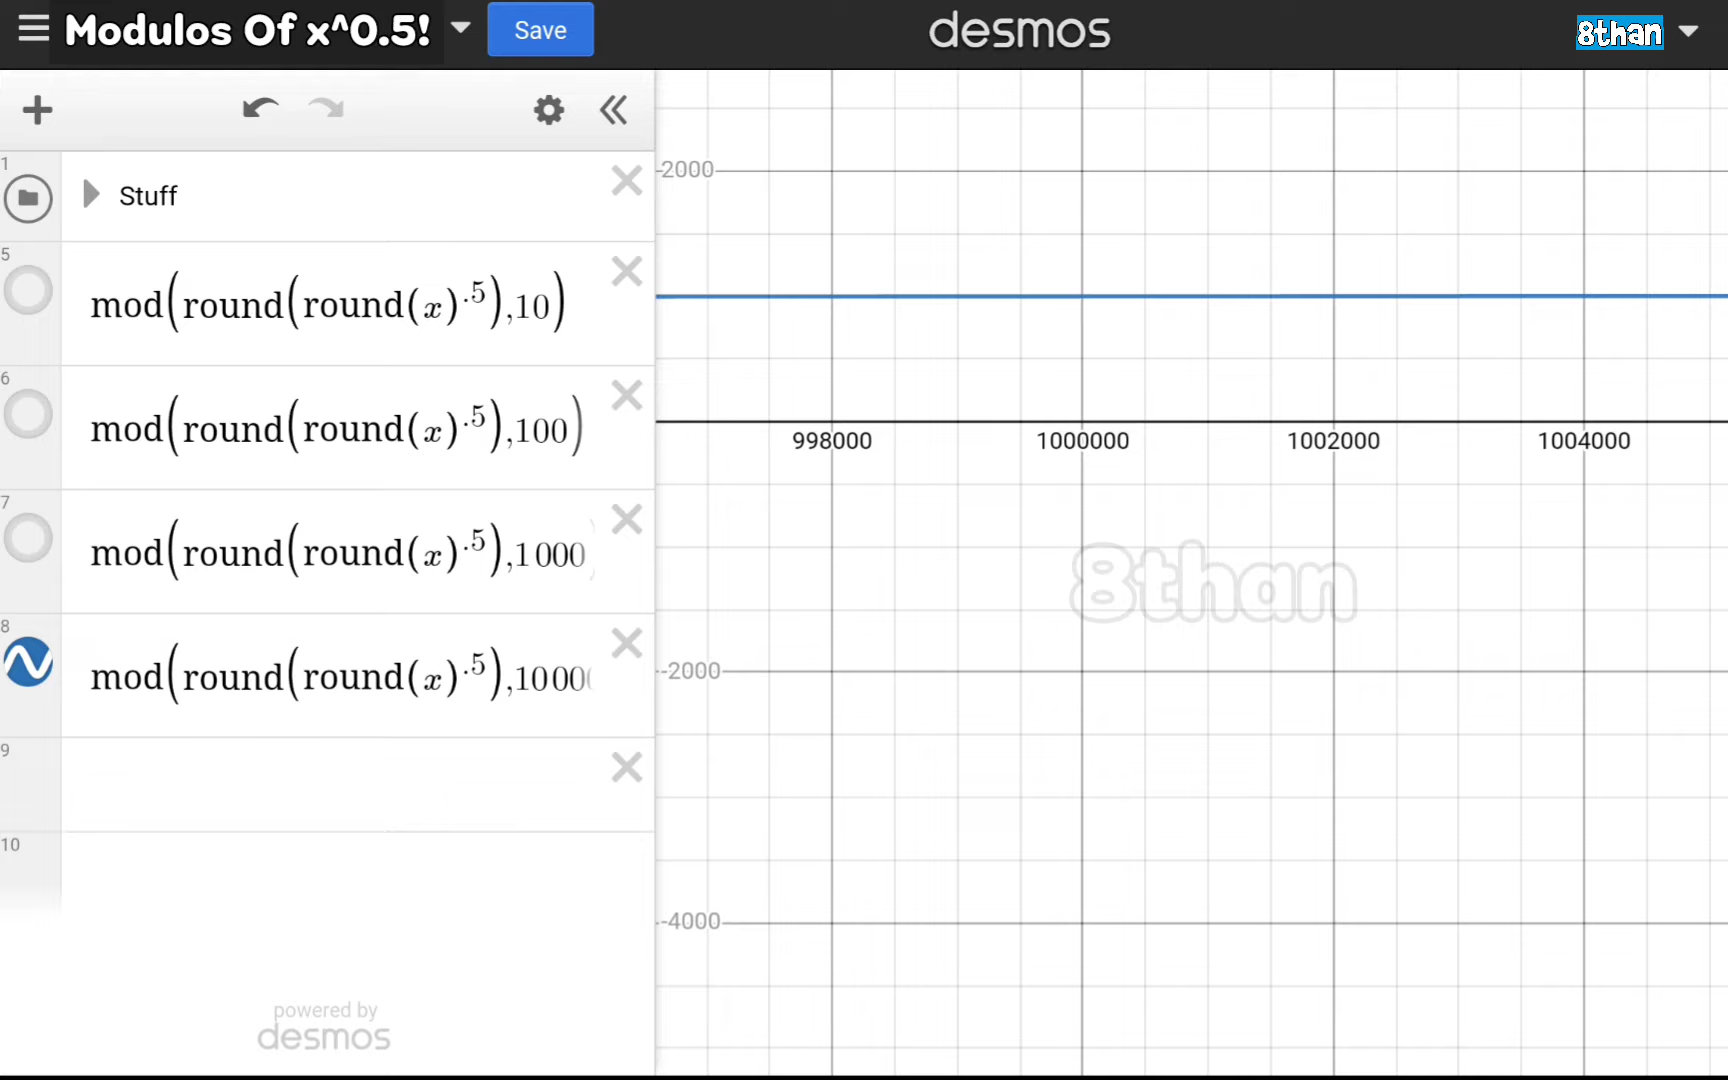 Modulos Of x^0.5!
Save
desmos
8than
1
Stuff
5
mod(round(round(x)^.5),10)
6
mod(round(round(x)^.5),100)
7
mod(round(round(x)^.5),1000
8
mod(round(round(x)^.5),1000
9
10
powered by
desmos
2000
998000
1000000
1002000
1004000
8than
-2000
-4000